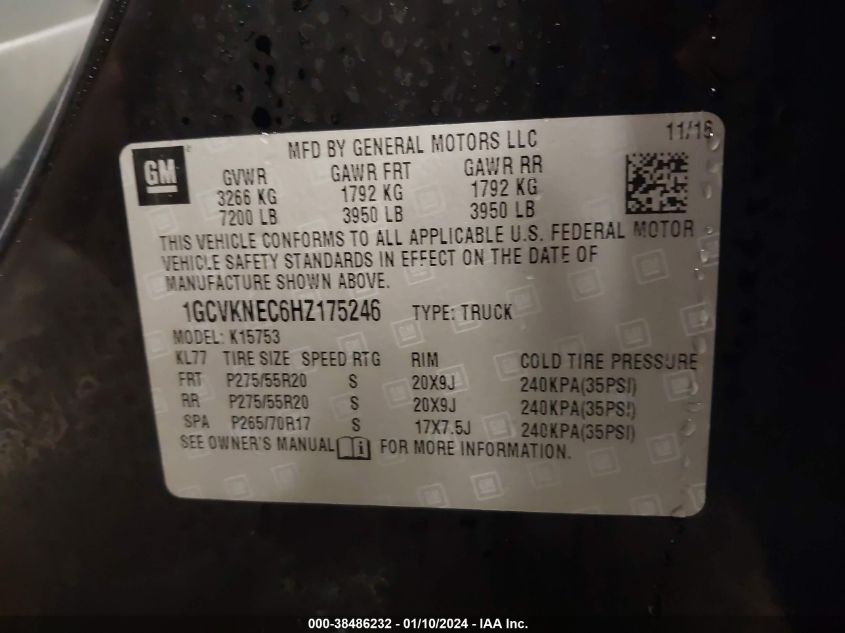 GM
MFD BY GENERAL MOTORS LLC 11/16
GVWR GAWR FRT GAWR RR
3266 KG 1792 KG 1792 KG
7200 LB 3950 LB 3950 LB
THIS VEHICLE CONFORMS TO ALL APPLICABLE U.S. FEDERAL MOTOR
VEHICLE SAFETY STANDARDS IN EFFECT ON THE DATE OF
MANUFACTURE SHOWN ABOVE.
1GCVKNEC6HZ175246 TYPE: TRUCK
MODEL: K15753
KL77 TIRE SIZE SPEED RTG RIM COLD TIRE PRESSURE
FRT P275/55R20 S 20X9J 240KPA(35PSI)
RR P275/55R20 S 20X9J 240KPA(35PSI)
SPA P265/70R17 S 17X7.5J 240KPA(35PSI)
SEE OWNER'S MANUAL FOR MORE INFORMATION.
000-38486232 - 01/10/2024 - IAA Inc.